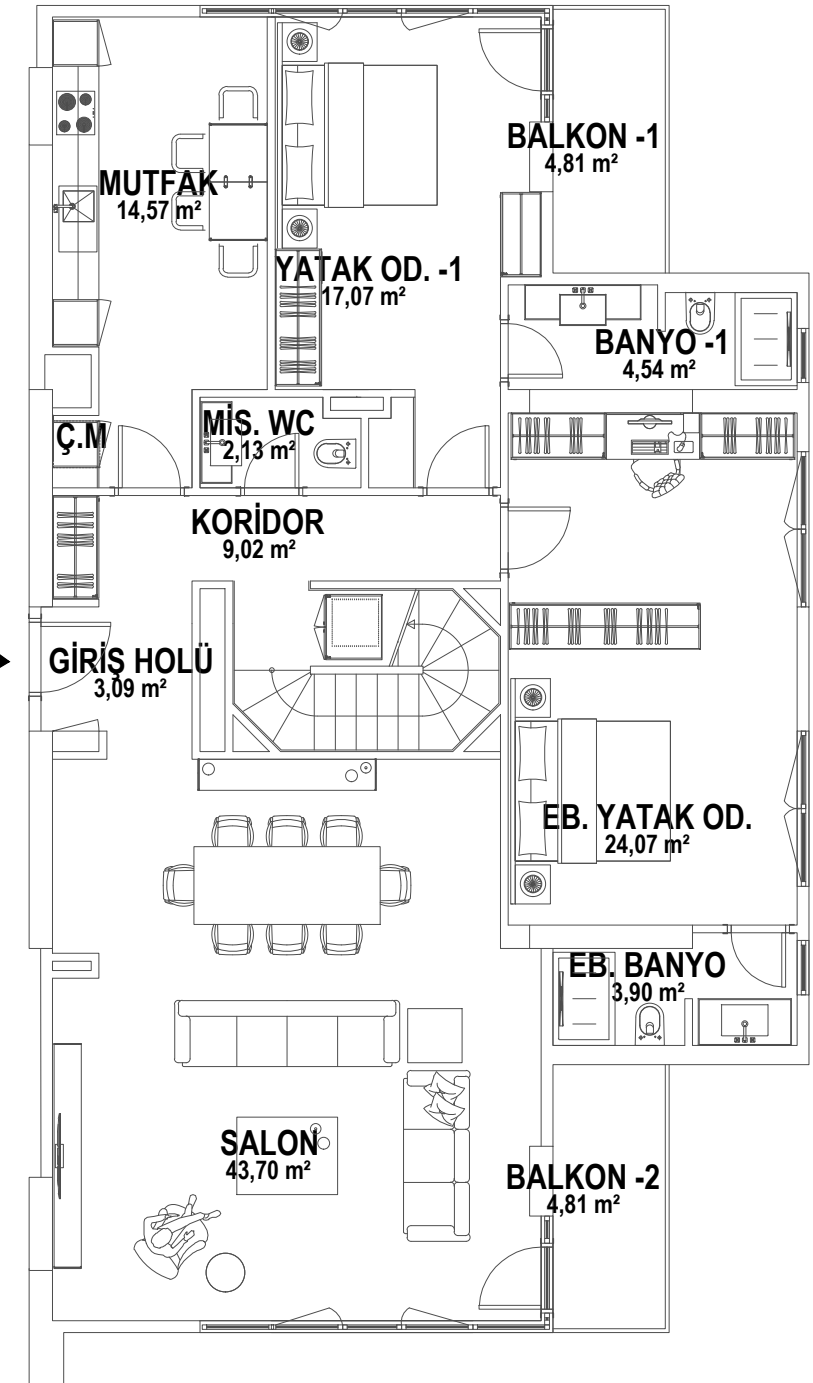 BALKON -1
4,81 m²
MUTFAK
14,57 m²
YATAK OD. -1
17,07 m²
BANYO -1
4,54 m²
Ç.M
MİS. WC
2,13 m²
KORİDOR
9,02 m²
GİRİŞ HOLÜ
3,09 m²
EB. YATAK OD.
24,07 m²
EB. BANYO
3,90 m²
SALON
43,70 m²
BALKON -2
4,81 m²